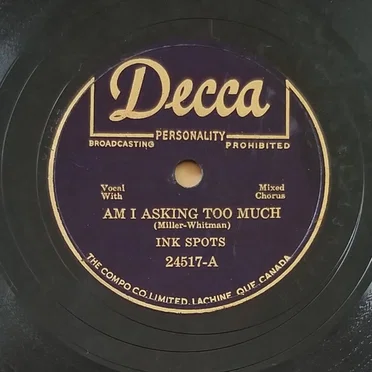 Decca
PERSONALITY
BROADCASTING PROHIBITED
Vocal With Mixed Chorus
AM I ASKING TOO MUCH
(Miller-Whitman)
INK SPOTS
24517-A
THE COMPO CO. LIMITED, LACHINE, QUE. CANADA